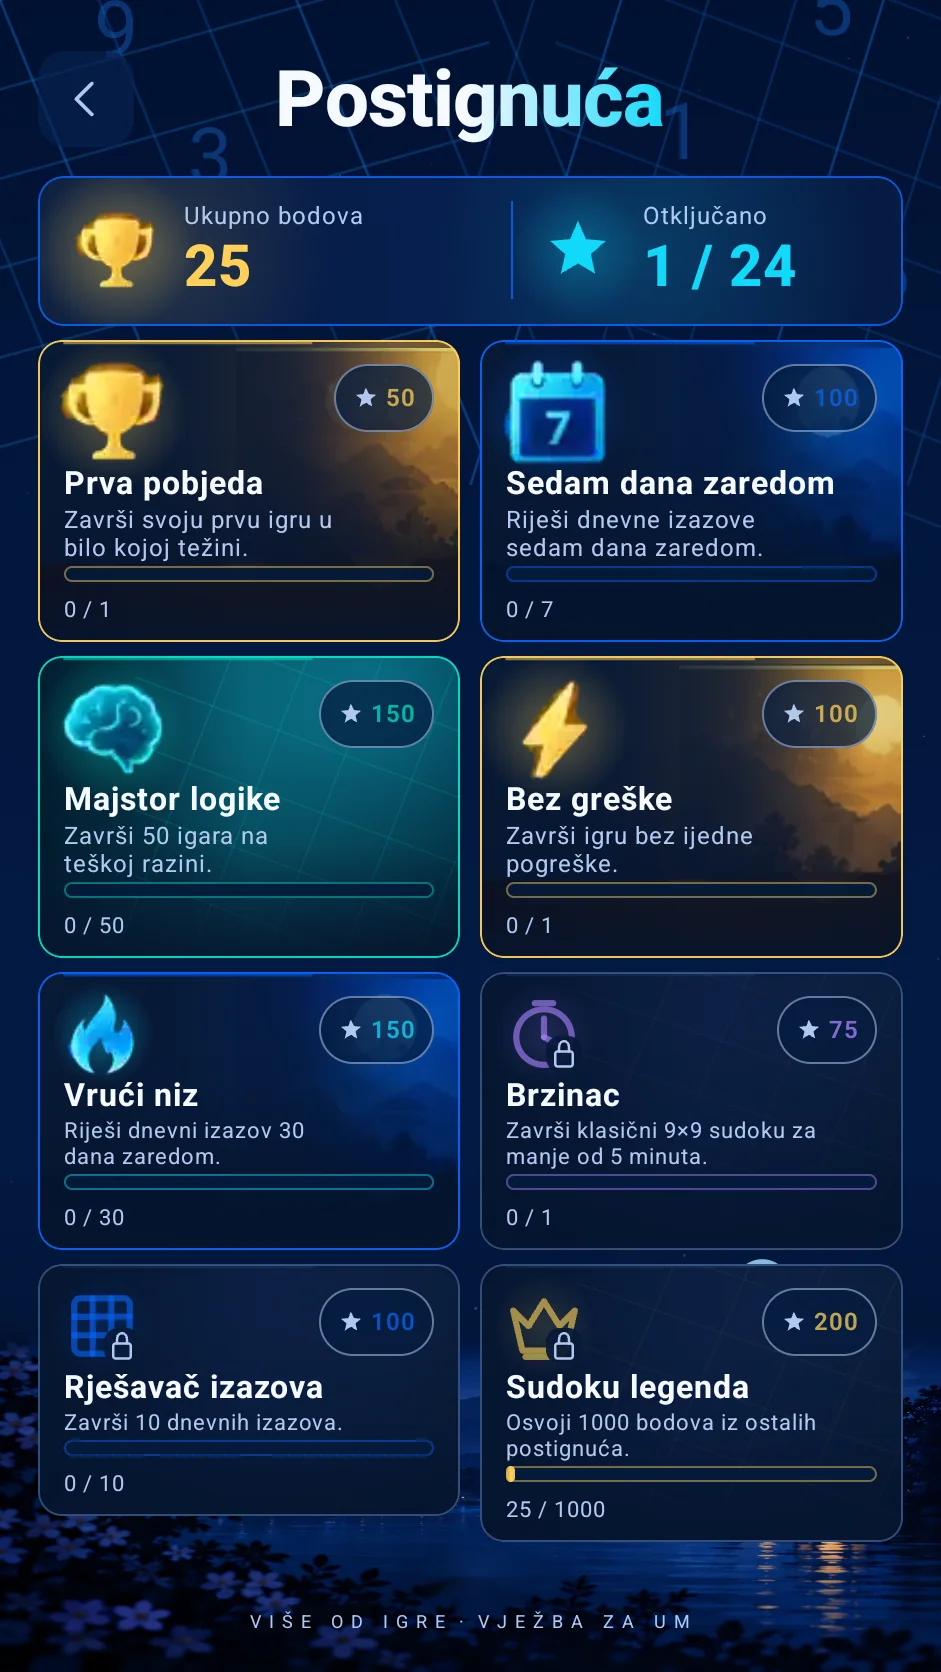 9
5
3
1
Postignuća
Ukupno bodova
25
Otključano
1 / 24
50
Prva pobjeda
Završi svoju prvu igru u
bilo kojoj težini.
0 / 1
7
100
Sedam dana zaredom
Riješi dnevne izazove
sedam dana zaredom.
0 / 7
150
Majstor logike
Završi 50 igara na
teškoj razini.
0 / 50
100
Bez greške
Završi igru bez ijedne
pogreške.
0 / 1
150
Vrući niz
Riješi dnevni izazov 30
dana zaredom.
0 / 30
75
Brzinac
Završi klasični 9×9 sudoku za
manje od 5 minuta.
0 / 1
100
Rješavač izazova
Završi 10 dnevnih izazova.
0 / 10
200
Sudoku legenda
Osvoji 1000 bodova iz ostalih
postignuća.
25 / 1000
VIŠE OD IGRE · VJEŽBA ZA UM